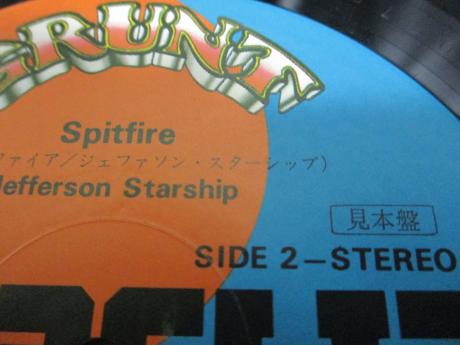 GRUNT
Spitfire
ファイア/ジェファソン・スターシップ)
Jefferson Starship
見本盤
SIDE 2-STEREO